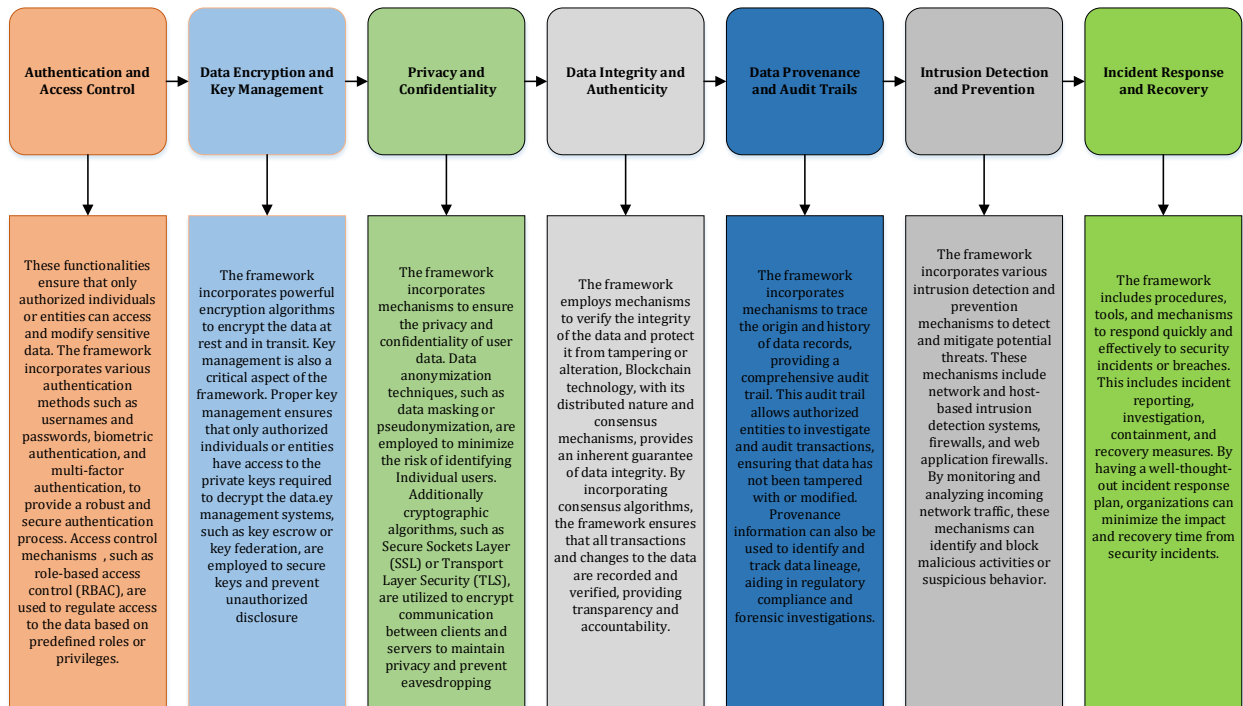 Authentication and
Access Control
Data Encryption and
Key Management
Privacy and
Confidentiality
Data Integrity and
Authenticity
Data Provenance
and Audit Trails
Intrusion Detection
and Prevention
Incident Response
and Recovery
These functionalities
ensure that only
authorized individuals
or entities can access
and modify sensitive
data. The framework
incorporates various
authentication
methods such as
usernames and
passwords, biometric
authentication, and
multi-factor
authentication, to
provide a robust and
secure authentication
process. Access control
mechanisms , such as
role-based access
control (RBAC), are
used to regulate access
to the data based on
predefined roles or
privileges.
The framework
incorporates powerful
encryption algorithms
to encrypt the data at
rest and in transit. Key
management is also a
critical aspect of the
framework. Proper key
management ensures
that only authorized
individuals or entities
have access to the
private keys required
to decrypt the data.ey
management systems,
such as key escrow or
key federation, are
employed to secure
keys and prevent
unauthorized
disclosure
The framework
incorporates
mechanisms to ensure
the privacy and
confidentiality of user
data. Data
anonymization
techniques, such as
data masking or
pseudonymization, are
employed to minimize
the risk of identifying
Individual users.
Additionally
cryptographic
algorithms, such as
Secure Sockets Layer
(SSL) or Transport
Layer Security (TLS),
are utilized to encrypt
communication
between clients and
servers to maintain
privacy and prevent
eavesdropping
The framework
employs mechanisms
to verify the integrity
of the data and protect
it from tampering or
alteration, Blockchain
technology, with its
distributed nature and
consensus
mechanisms, provides
an inherent guarantee
of data integrity. By
incorporating
consensus algorithms,
the framework ensures
that all transactions
and changes to the data
are recorded and
verified, providing
transparency and
accountability.
The framework
incorporates
mechanisms to trace
the origin and history
of data records,
providing a
comprehensive audit
trail. This audit trail
allows authorized
entities to investigate
and audit transactions,
ensuring that data has
not been tampered
with or modified.
Provenance
information can also be
used to identify and
track data lineage,
aiding in regulatory
compliance and
forensic investigations.
The framework
incorporates various
intrusion detection and
prevention
mechanisms to detect
and mitigate potential
threats. These
mechanisms include
network and host-
based intrusion
detection systems,
firewalls, and web
application firewalls.
By monitoring and
analyzing incoming
network traffic, these
mechanisms can
identify and block
malicious activities or
suspicious behavior.
The framework
includes procedures,
tools, and mechanisms
to respond quickly and
effectively to security
incidents or breaches.
This includes incident
reporting,
investigation,
containment, and
recovery measures. By
having a well-thought-
out incident response
plan, organizations can
minimize the impact
and recovery time from
security incidents.